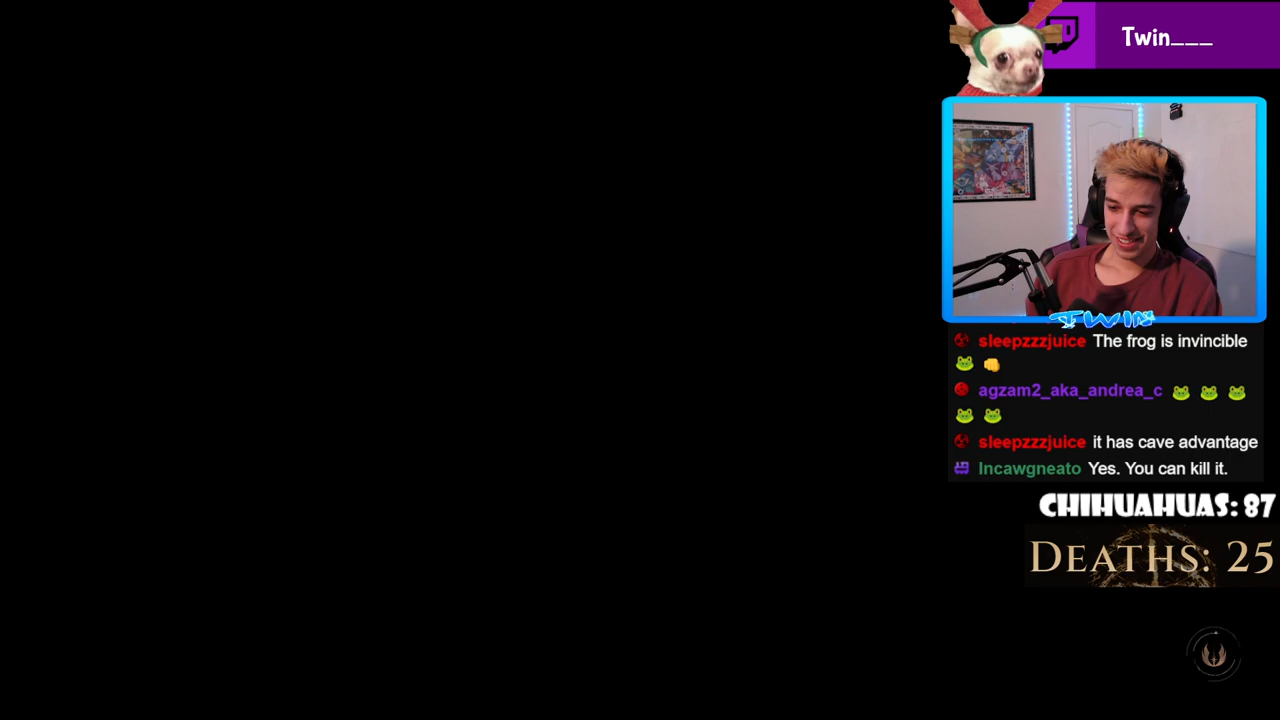 Twin___
TWIN
sleepzzzjuice The frog is invincible
🐸 👊
agzam2_aka_andrea_c 🐸 🐸 🐸
🐸 🐸
sleepzzzjuice it has cave advantage
Incawgneato Yes. You can kill it.
CHIHUAHUAS: 87
DEATHS: 25